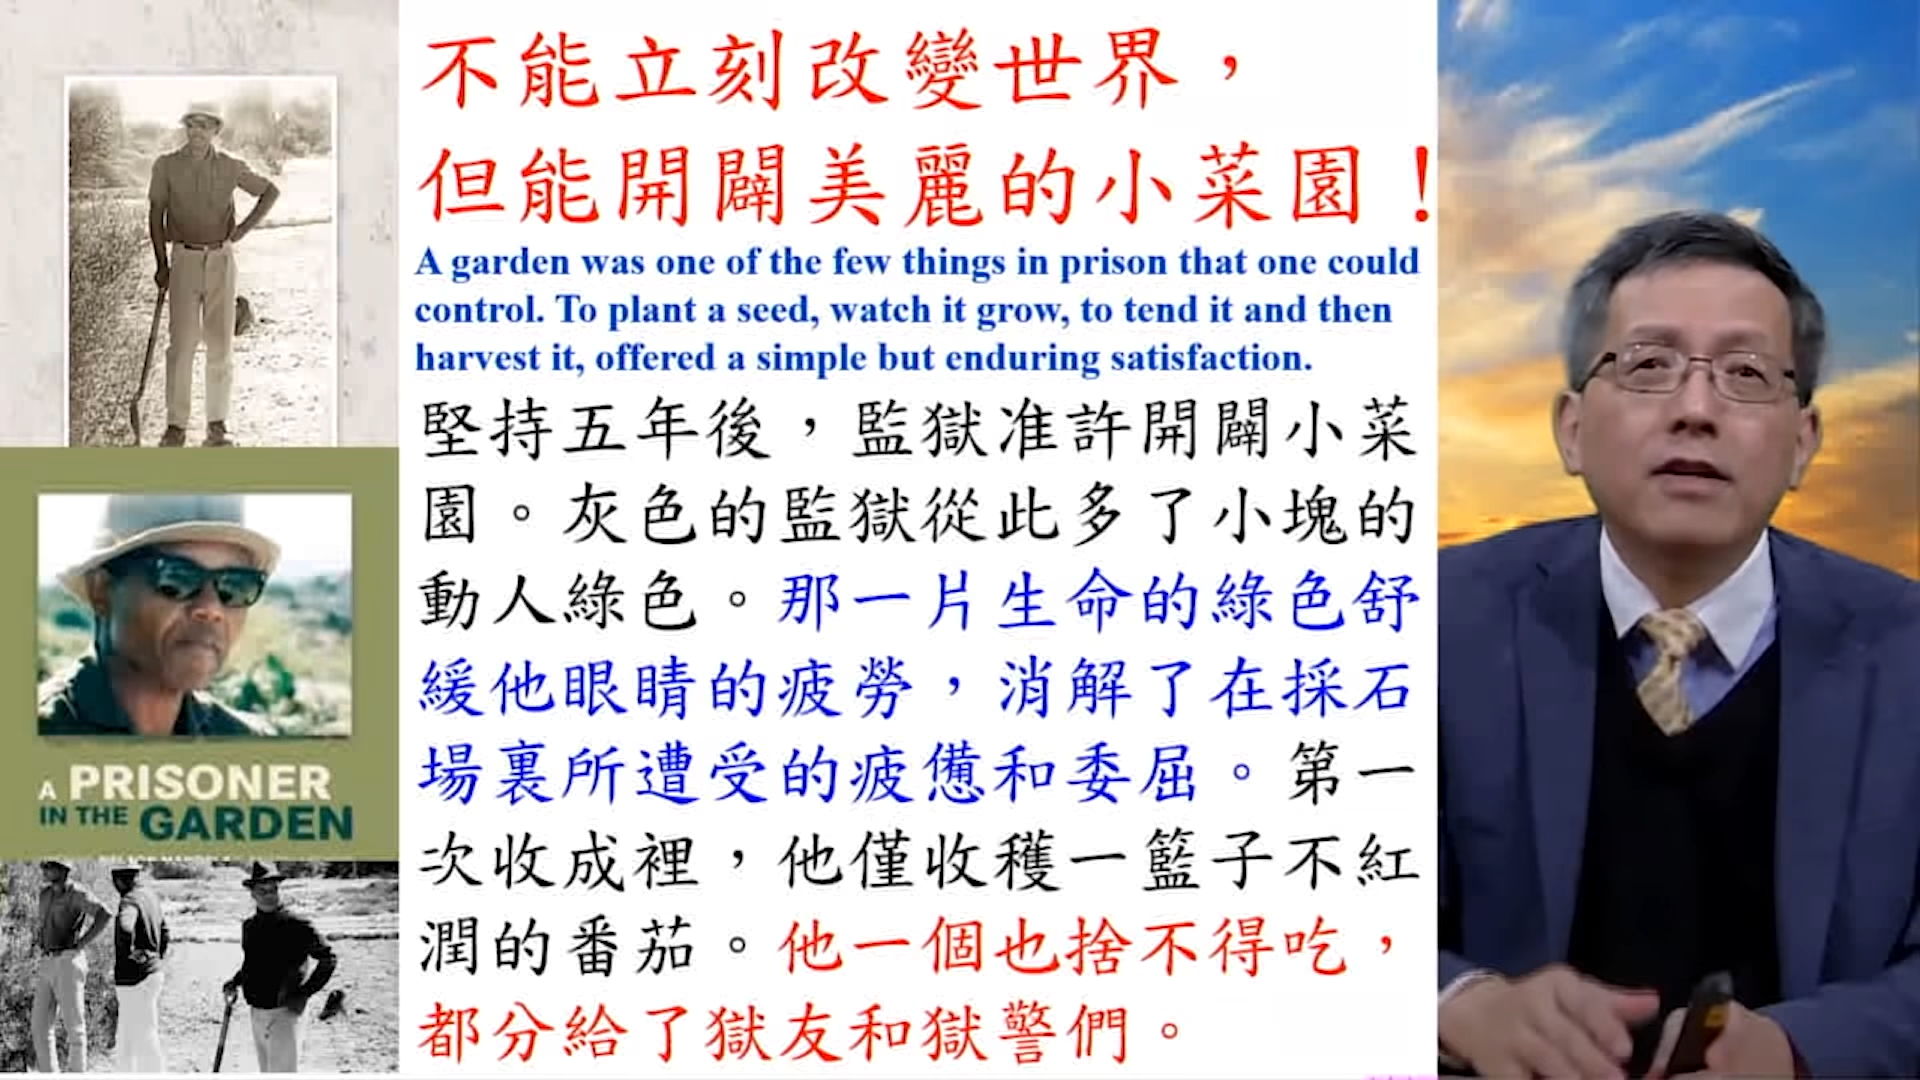 不能立刻改變世界，
但能開闢美麗的小菜園！
A garden was one of the few things in prison that one could
control. To plant a seed, watch it grow, to tend it and then
harvest it, offered a simple but enduring satisfaction.
堅持五年後，監獄准許開闢小菜
園。灰色的監獄從此多了小塊的
動人綠色。那一片生命的綠色舒
緩他眼睛的疲勞，消解了在採石
場裏所遭受的疲憊和委屈。第一
次收成裡，他僅收穫一籃子不紅
潤的番茄。他一個也捨不得吃，
都分給了獄友和獄警們。
A PRISONER
IN THE GARDEN